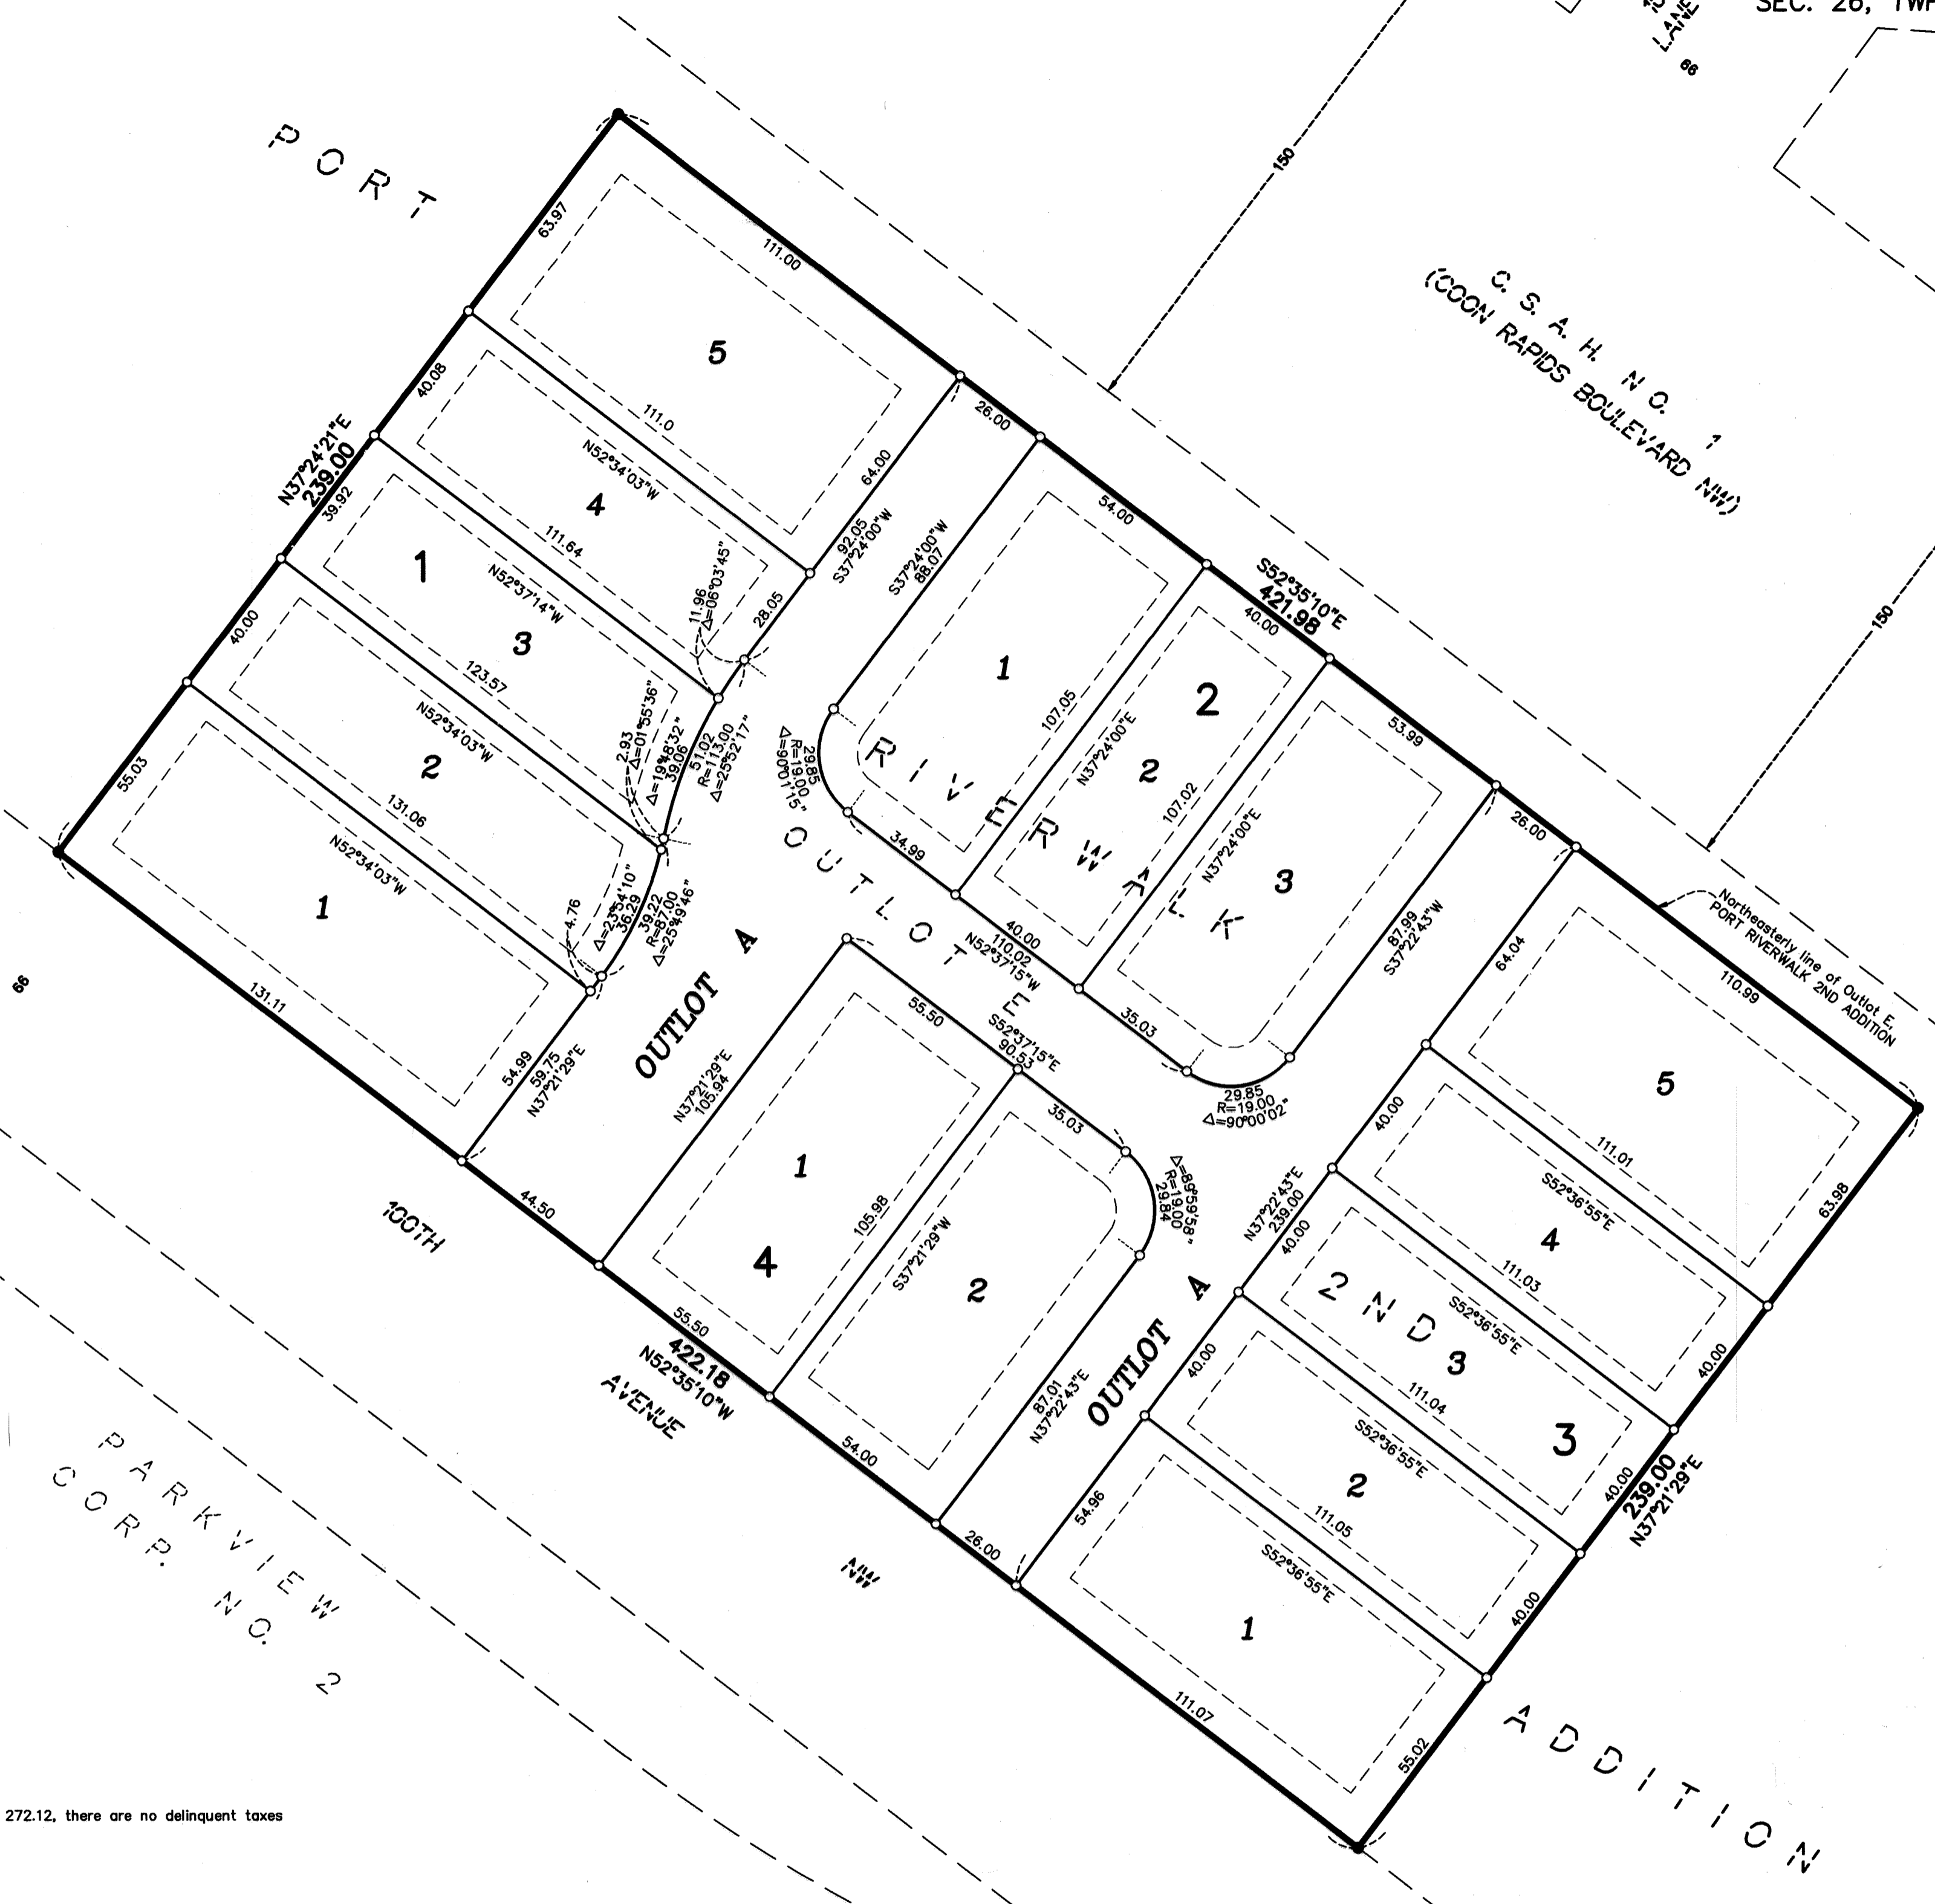 SEC. 26,
LANE
66
PORT
150
C. S. A. H. NO. 1
(COON RAPIDS BOULEVARD NW)
150
63.97
111.00
5
40.08
111.0
N52°34'03"W
4
64.00
92.05
S37°24'00"W
26.00
S37°24'00"W
88.07
54.00
S52°35'10"E
421.98
N37°24'21"E
239.00
39.92
111.64
N52°37'14"W
1
3
11.96
Δ=06°03'45"
28.05
1
107.05
N37°24'00"E
40.00
2
2
107.02
N37°24'00"E
53.99
3
26.00
40.00
123.57
N52°34'03"W
2
2.93
Δ=01°55'36"
Δ=19°48'32"
39.06
51.02
R=113.00
Δ=25°52'17"
29.85
R=19.00
Δ=90°01'15"
34.99
RIVERWALK
87.99
S37°22'43"W
Northeasterly line of Outlot E,
PORT RIVERWALK 2ND ADDITION
55.03
131.06
N52°34'03"W
1
4.76
Δ=23°54'10"
36.29
39.22
R=87.00
Δ=25°49'46"
OUTLOT E
40.00
110.02
N52°37'15"W
35.03
64.04
110.99
5
66
131.11
54.99
59.75
N37°21'29"E
OUTLOT A
N37°21'29"E
105.94
55.50
S52°37'15"E
90.53
29.85
R=19.00
Δ=90°00'02"
40.00
111.01
S52°36'55"E
63.98
44.50
100TH
1
105.98
S37°21'29"W
35.03
Δ=89°59'58"
R=19.00
29.84
N37°22'43"E
239.00
40.00
4
111.03
S52°36'55"E
40.00
4
2
55.50
422.18
N52°35'10"W
AVENUE
OUTLOT A
2ND
3
111.04
S52°36'55"E
3
40.00
239.00
N37°21'29"E
54.00
87.01
N37°22'43"E
40.00
2
111.05
S52°36'55"E
40.00
PARKVIEW
CORP. NO. 2
NW
26.00
54.96
1
111.07
55.02
ADDITION
272.12, there are no delinquent taxes